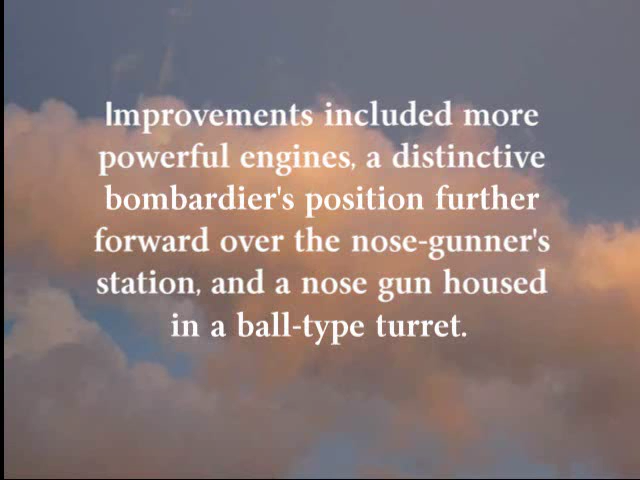 Improvements included more
powerful engines, a distinctive
bombardier's position further
forward over the nose-gunner's
station, and a nose gun housed
in a ball-type turret.